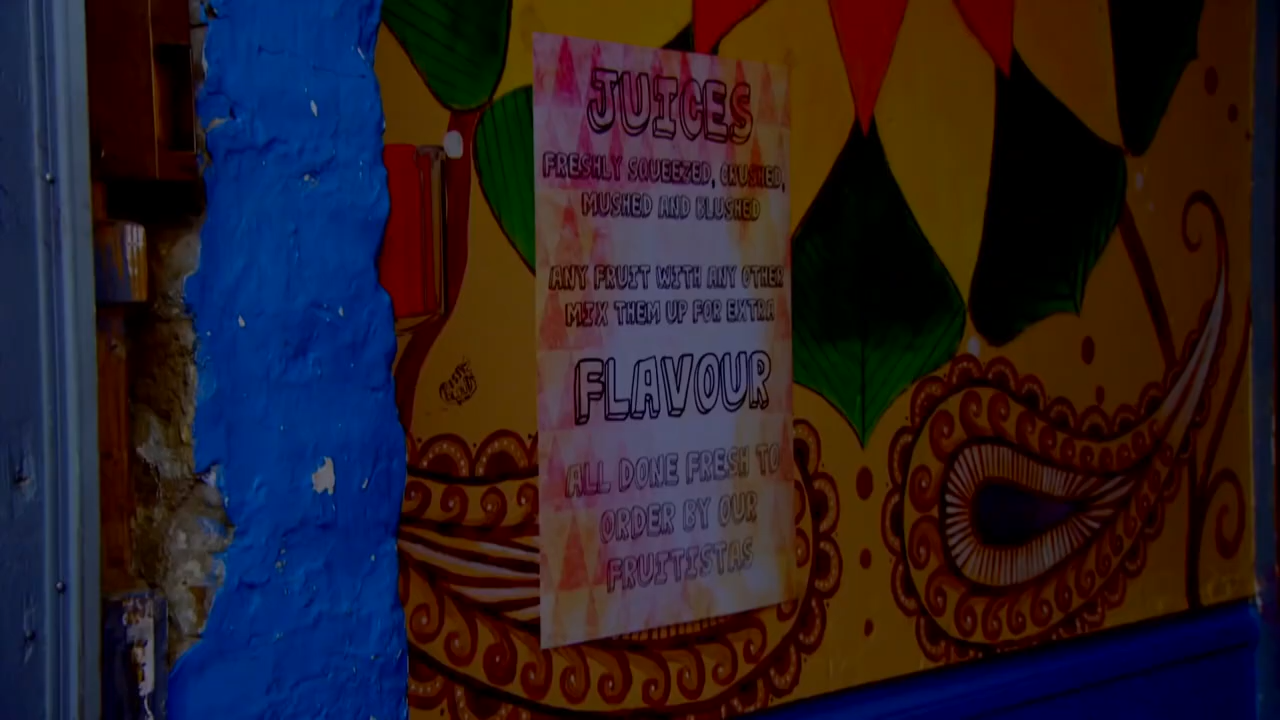 JUICES
FRESHLY SQUEEZED, CRUSHED,
MUSHED AND BLUSHED
ANY FRUIT WITH ANY OTHER
MIX THEM UP FOR EXTRA
FLAVOUR
ALL DONE FRESH TO
ORDER BY OUR
FRUITISTAS